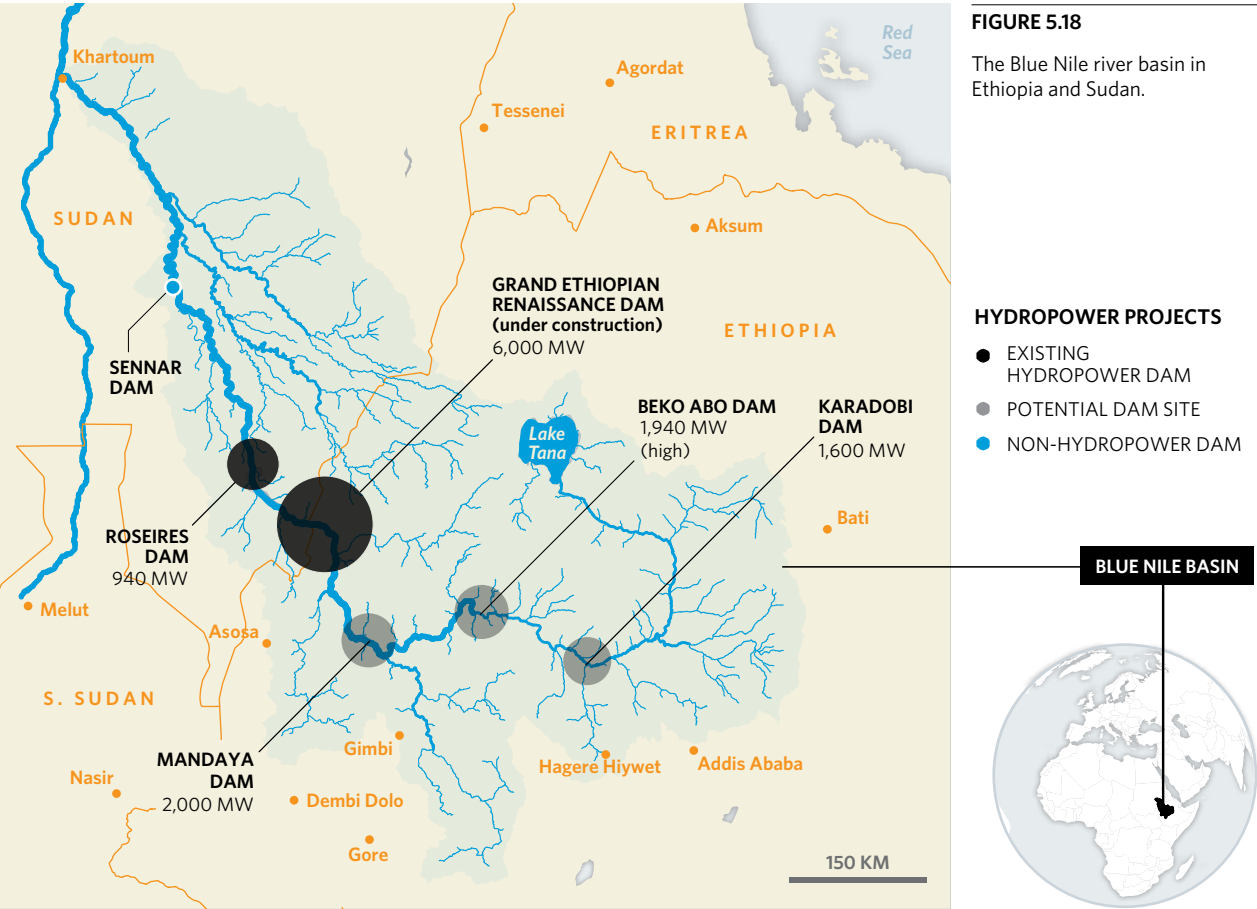 Khartoum
Red
Sea
Agordat
Tessenei
ERITREA
SUDAN
Aksum
GRAND ETHIOPIAN
RENAISSANCE DAM
(under construction)
6,000 MW
ETHIOPIA
SENNAR
DAM
BEKO ABO DAM
1,940 MW
(high)
KARADOBI
DAM
1,600 MW
Lake
Tana
Bati
ROSEIRES
DAM
940 MW
Melut
Asosa
S. SUDAN
MANDAYA
DAM
2,000 MW
Gimbi
Hagere Hiywet
Addis Ababa
Nasir
Dembi Dolo
Gore
150 KM
FIGURE 5.18
The Blue Nile river basin in
Ethiopia and Sudan.
HYDROPOWER PROJECTS
EXISTING
HYDROPOWER DAM
POTENTIAL DAM SITE
NON-HYDROPOWER DAM
BLUE NILE BASIN